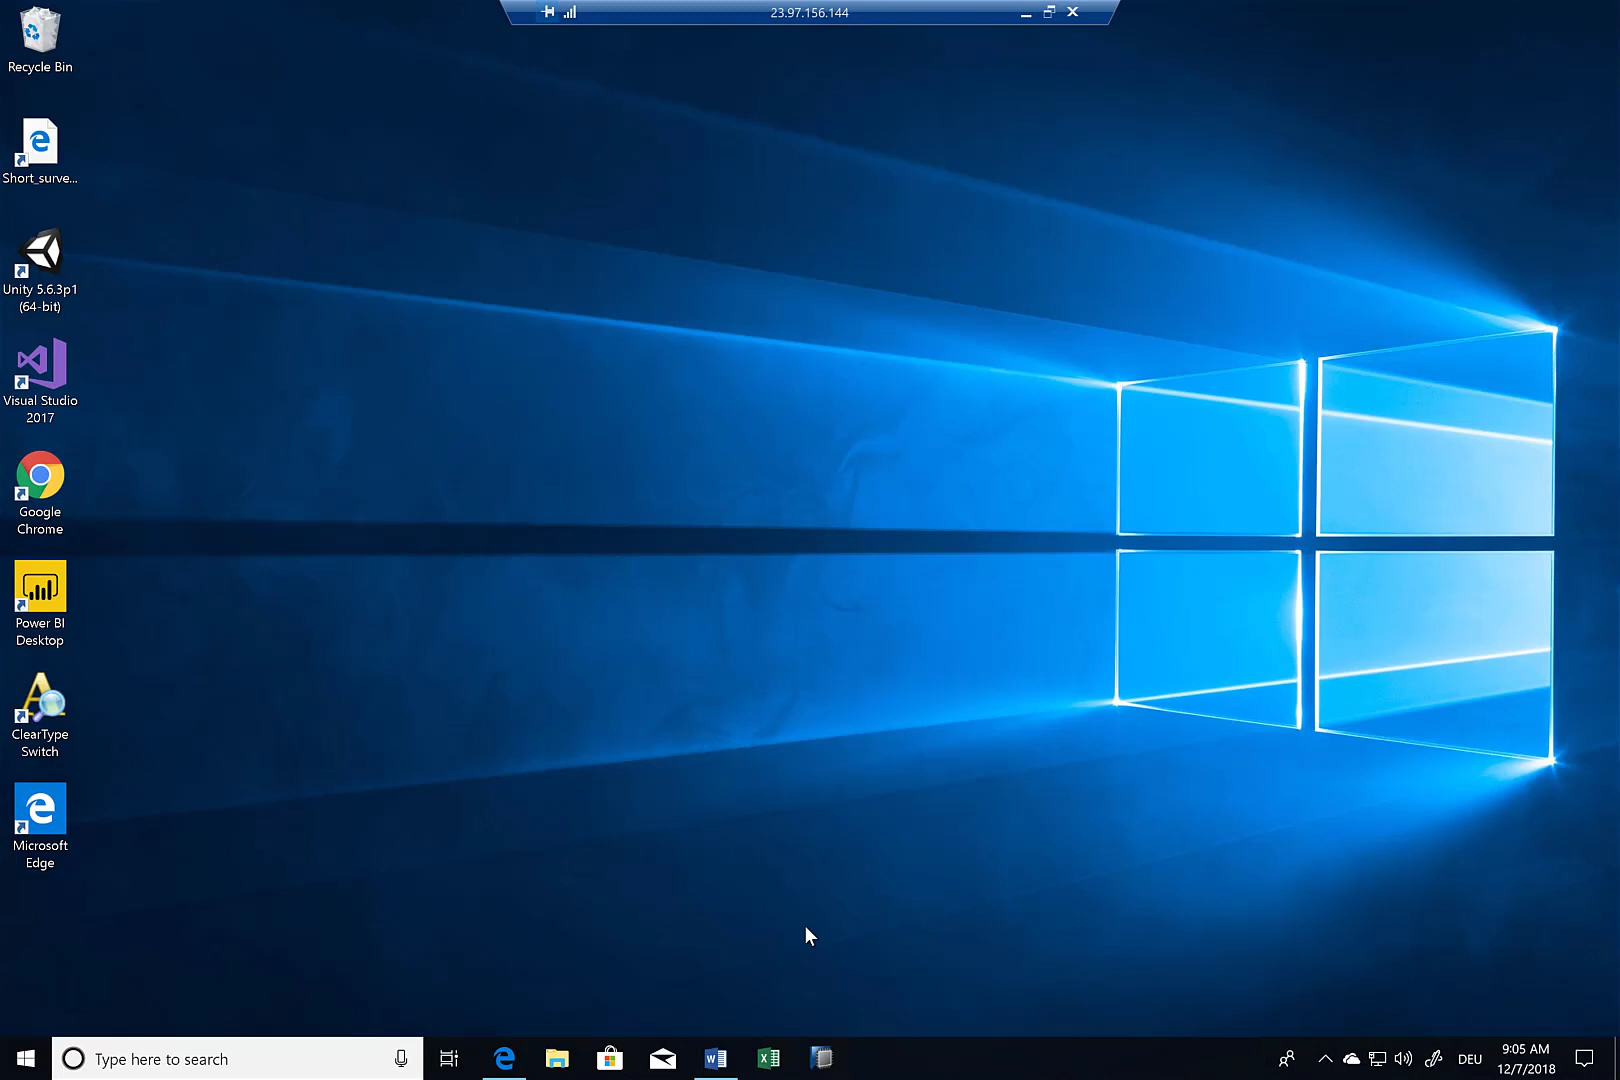 23.97.156.144
Recycle Bin
Short_surve...
Unity 5.6.3p1
(64-bit)
Visual Studio
2017
Google
Chrome
Power BI
Desktop
ClearType
Switch
Microsoft
Edge
Type here to search
DEU
9:05 AM
12/7/2018